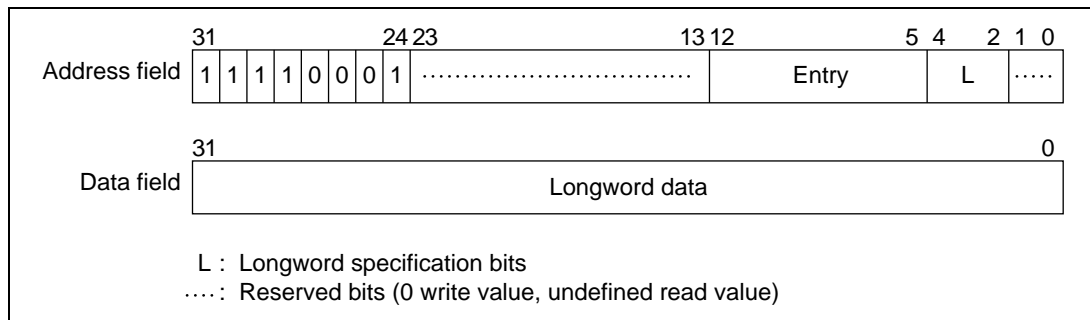 31 24 23 13 12 5 4 2 1 0
Address field 1 1 1 1 0 0 0 1 ................................. Entry L .....
31 0
Data field Longword data
L : Longword specification bits
.... : Reserved bits (0 write value, undefined read value)